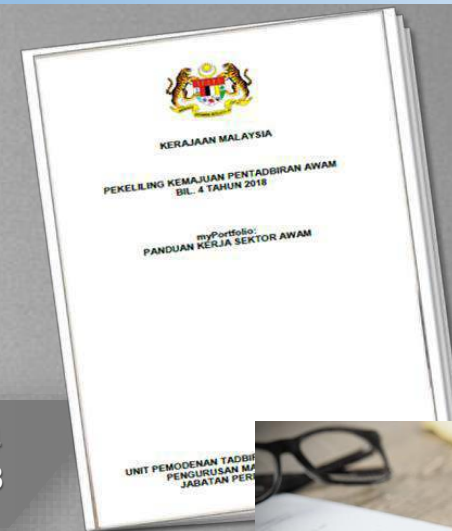 KERAJAAN MALAYSIA
PEKELILING KEMAJUAN PENTADBIRAN AWAM
BIL. 4 TAHUN 2018
myPortfolio:
PANDUAN KERJA SEKTOR AWAM
UNIT PEMODENAN
PENGURUSAN
JABATAN